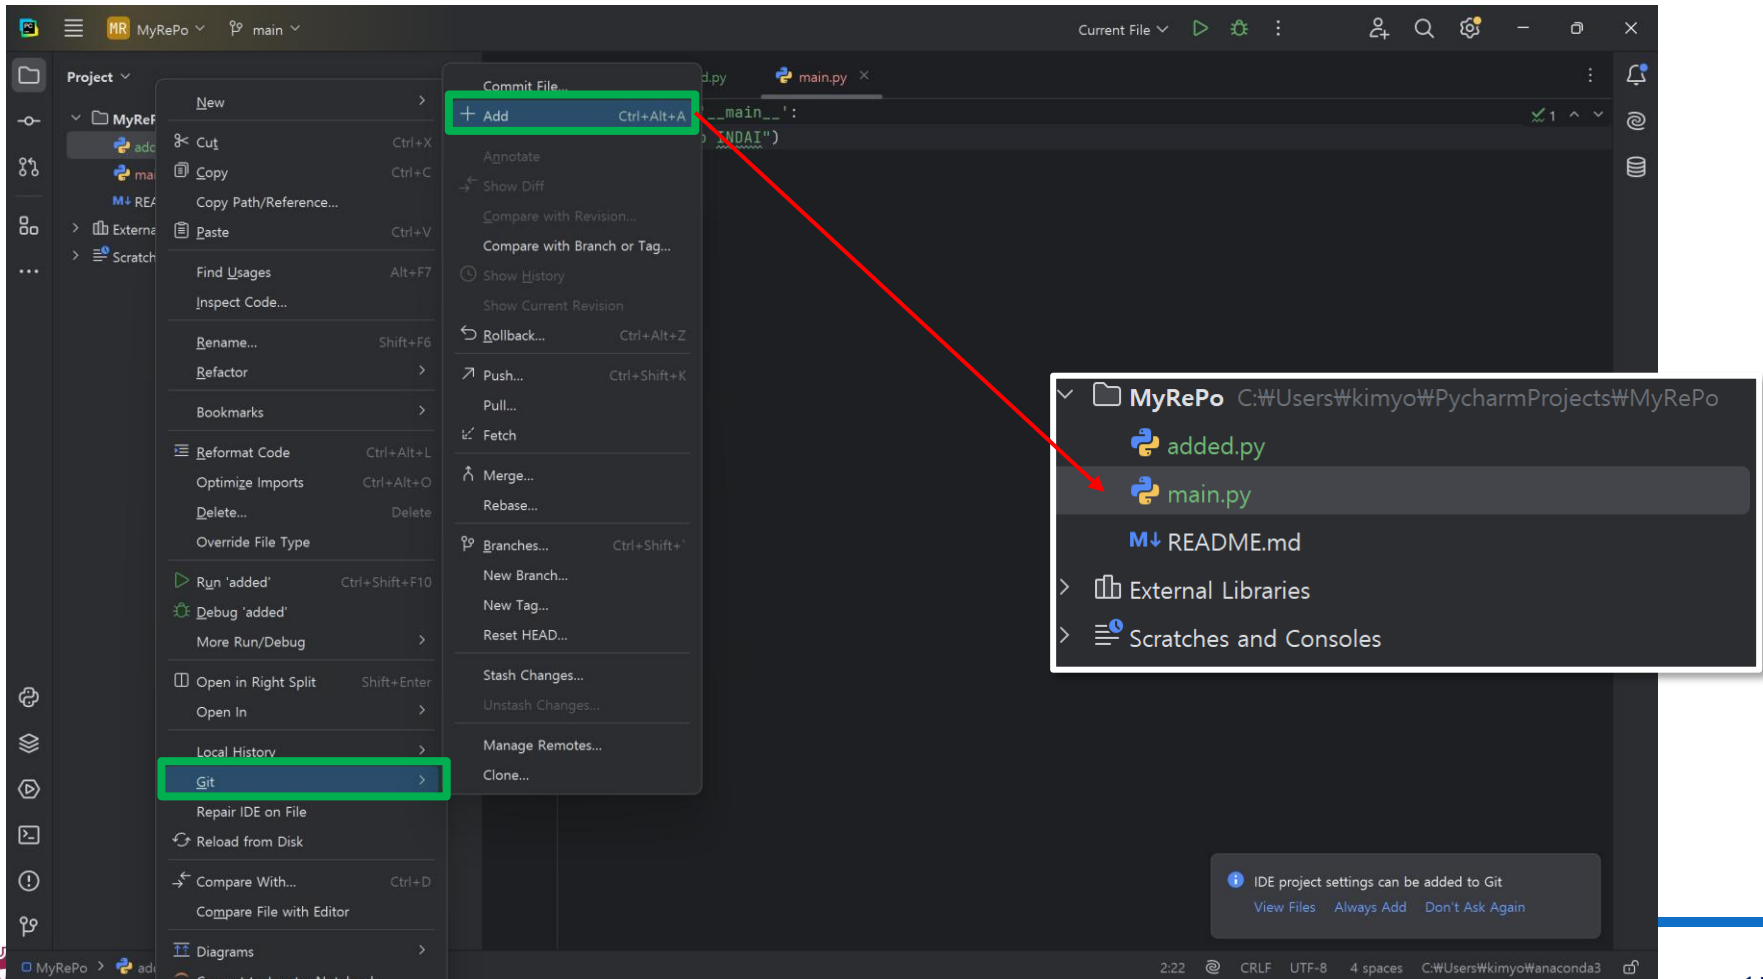 MR MyRePo main
Current File
Project
MyReP
New
Cut Ctrl+X
Copy Ctrl+C
Copy Path/Reference...
Paste Ctrl+V
Find Usages Alt+F7
Inspect Code...
Rename... Shift+F6
Refactor
Bookmarks
Reformat Code Ctrl+Alt+L
Optimize Imports Ctrl+Alt+O
Delete... Delete
Override File Type
Run 'added' Ctrl+Shift+F10
Debug 'added'
More Run/Debug
Open in Right Split Shift+Enter
Open In
Local History
Git
Repair IDE on File
Reload from Disk
Compare With... Ctrl+D
Compare File with Editor
Diagrams
Commit File...
Add Ctrl+Alt+A
Annotate
Show Diff
Compare with Revision...
Compare with Branch or Tag...
Show History
Show Current Revision
Rollback... Ctrl+Alt+Z
Push... Ctrl+Shift+K
Pull...
Fetch
Merge...
Rebase...
Branches... Ctrl+Shift+`
New Branch...
New Tag...
Reset HEAD...
Stash Changes...
Unstash Changes...
Manage Remotes...
Clone...
d.py main.py
'__main__':
INDAI")
1
MyRePo C:₩Users₩kimyo₩PycharmProjects₩MyRePo
added.py
main.py
M↓ README.md
External Libraries
Scratches and Consoles
IDE project settings can be added to Git
View Files Always Add Don't Ask Again
MyRePo
2:22 CRLF UTF-8 4 spaces C:₩Users₩kimyo₩anaconda3